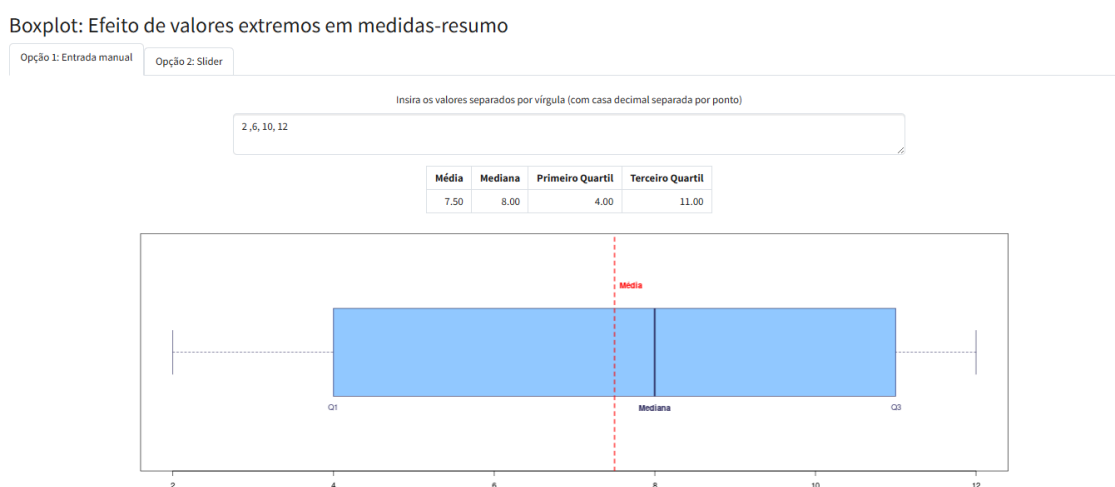 Boxplot: Efeito de valores extremos em medidas-resumo
Opção 1: Entrada manual
Opção 2: Slider
Insira os valores separados por vírgula (com casa decimal separada por ponto)
2 ,6, 10, 12
Média Mediana Primeiro Quartil Terceiro Quartil
7.50 8.00 4.00 11.00
Média
Q1 Mediana Q3
2 4 6 8 10 12